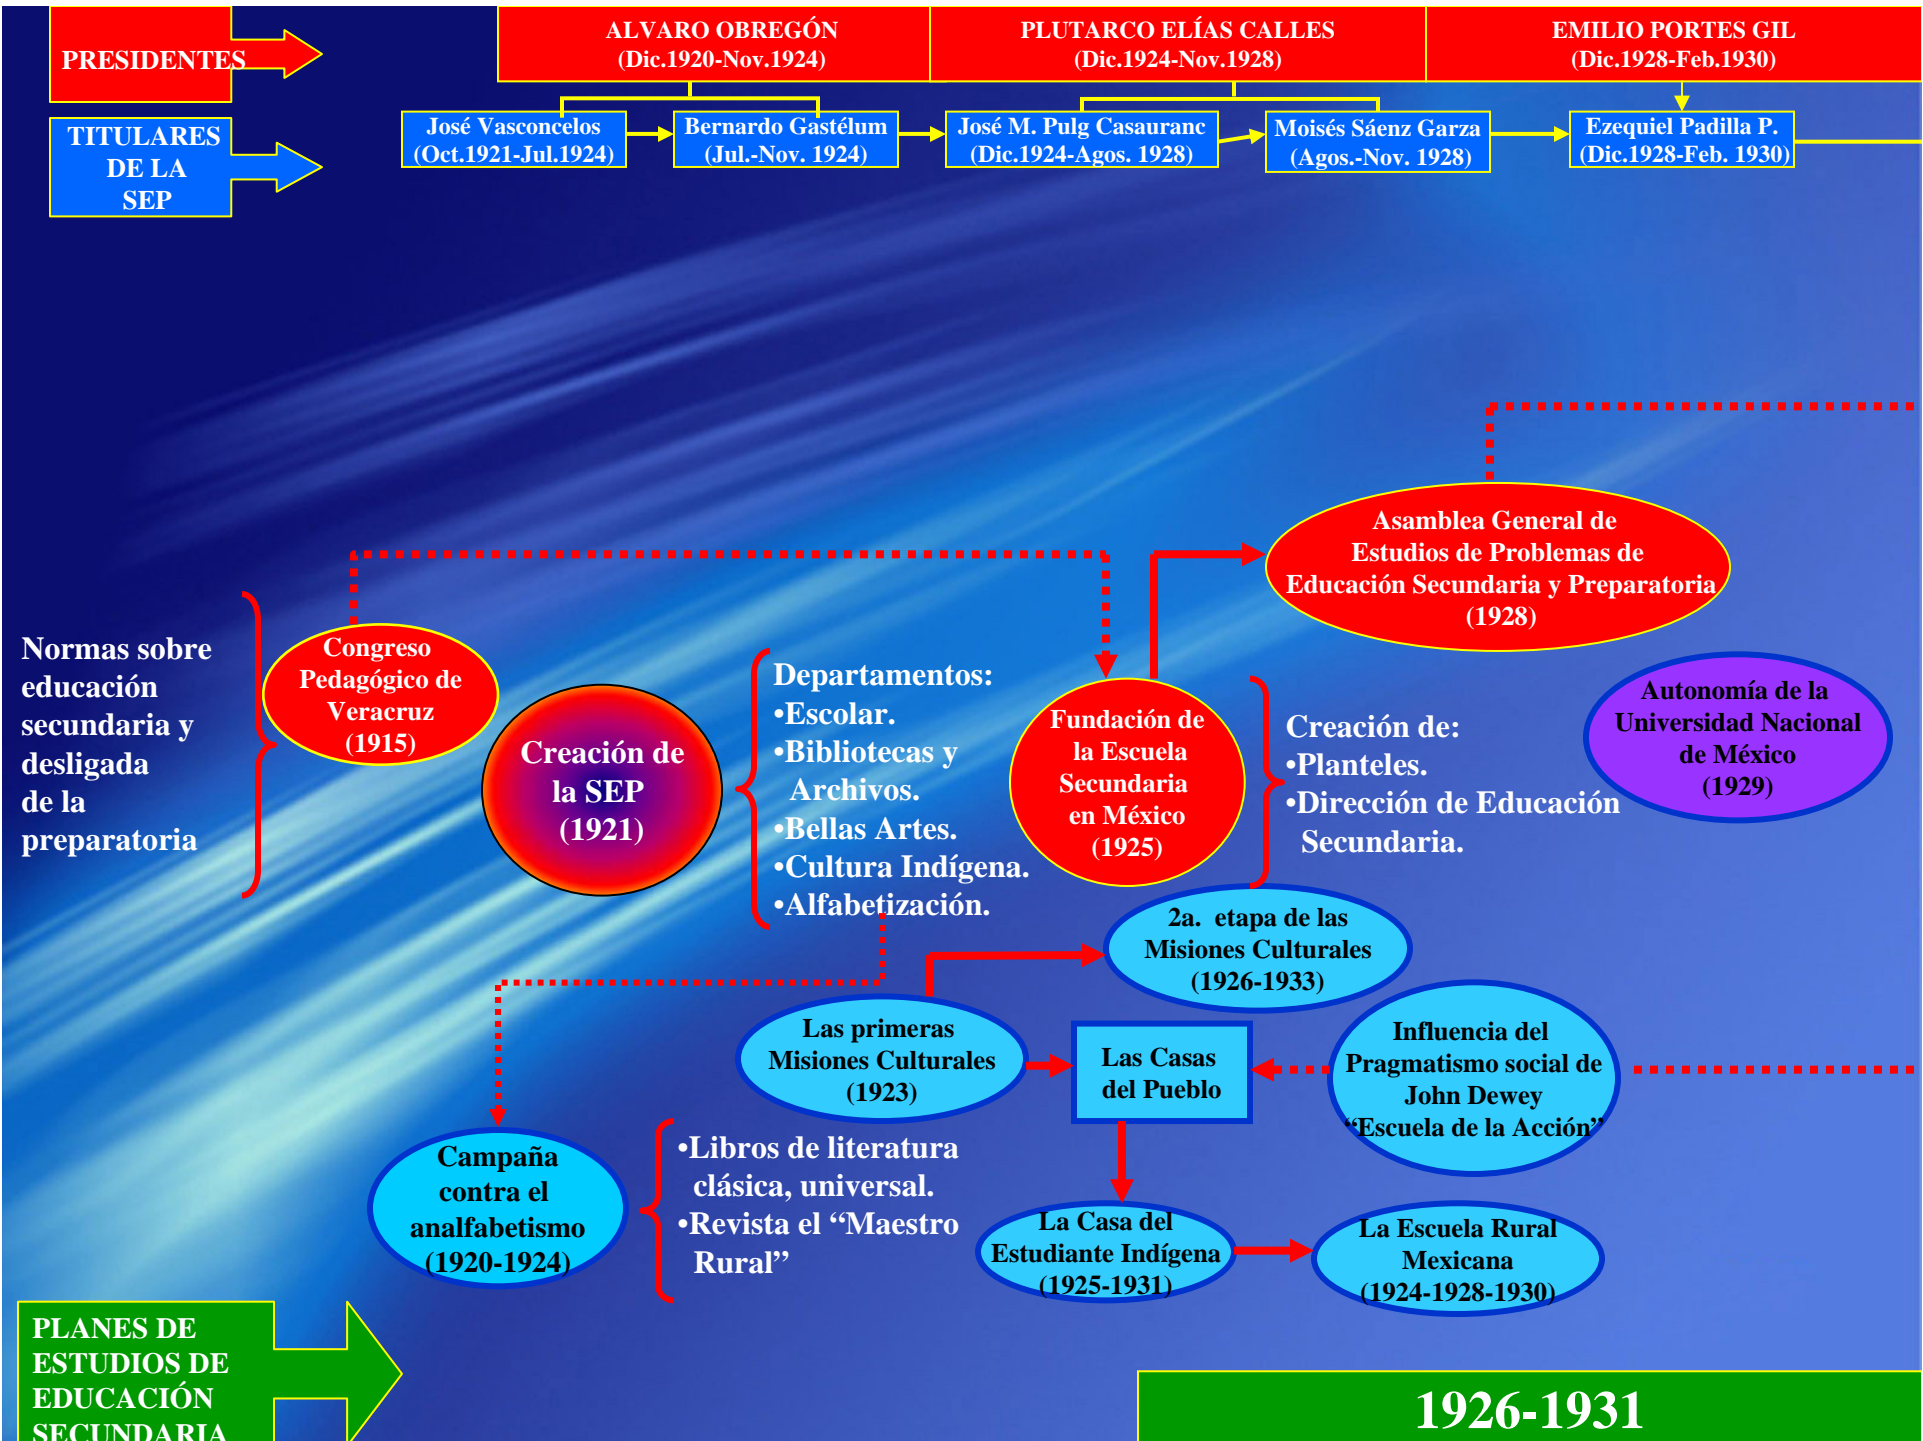 PRESIDENTES
ALVARO OBREGÓN
(Dic.1920-Nov.1924)
PLUTARCO ELÍAS CALLES
(Dic.1924-Nov.1928)
EMILIO PORTES GIL
(Dic.1928-Feb.1930)
TITULARES
DE LA
SEP
José Vasconcelos
(Oct.1921-Jul.1924)
Bernardo Gastélum
(Jul.-Nov. 1924)
José M. Pulg Casauranc
(Dic.1924-Agos. 1928)
Moisés Sáenz Garza
(Agos.-Nov. 1928)
Ezequiel Padilla P.
(Dic.1928-Feb. 1930)
Asamblea General de
Estudios de Problemas de
Educación Secundaria y Preparatoria
(1928)
Normas sobre
educación
secundaria y
desligada
de la
preparatoria
Congreso
Pedagógico de
Veracruz
(1915)
Creación de
la SEP
(1921)
Departamentos:
•Escolar.
•Bibliotecas y
Archivos.
•Bellas Artes.
•Cultura Indígena.
•Alfabetización.
Fundación de
la Escuela
Secundaria
en México
(1925)
Creación de:
•Planteles.
•Dirección de Educación
Secundaria.
Autonomía de la
Universidad Nacional
de México
(1929)
2a. etapa de las
Misiones Culturales
(1926-1933)
Las primeras
Misiones Culturales
(1923)
Las Casas
del Pueblo
Influencia del
Pragmatismo social de
John Dewey
“Escuela de la Acción”
Campaña
contra el
analfabetismo
(1920-1924)
•Libros de literatura
clásica, universal.
•Revista el “Maestro
Rural”
La Casa del
Estudiante Indígena
(1925-1931)
La Escuela Rural
Mexicana
(1924-1928-1930)
PLANES DE
ESTUDIOS DE
EDUCACIÓN
SECUNDARIA
1926-1931